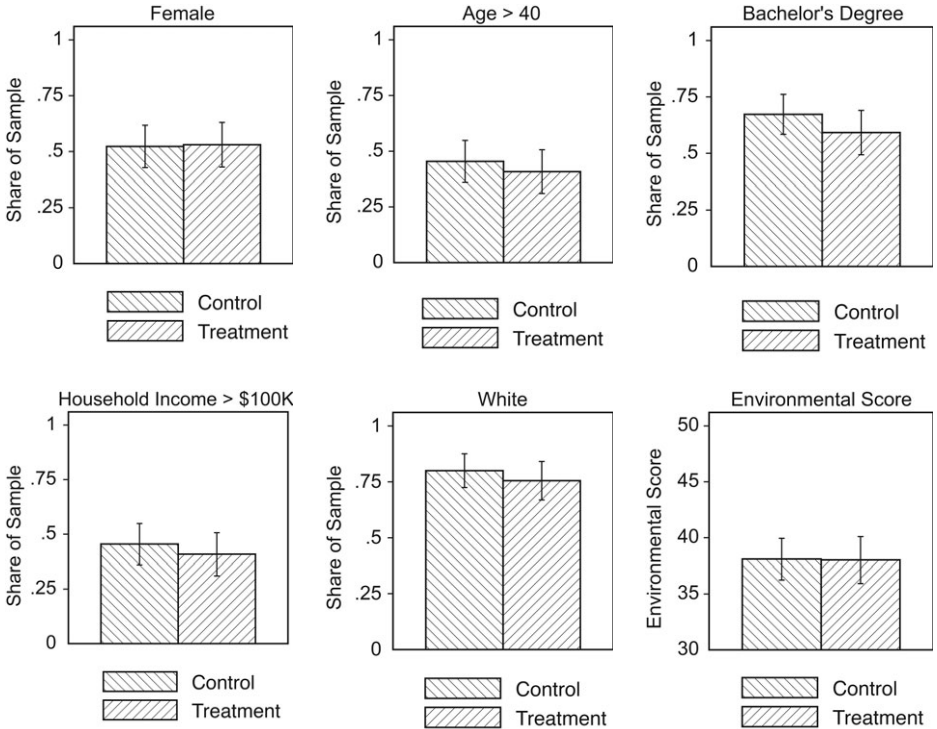 Female
Share of Sample
1
.75
.5
.25
0
Control
Treatment
Age > 40
Share of Sample
1
.75
.5
.25
0
Control
Treatment
Bachelor's Degree
Share of Sample
1
.75
.5
.25
0
Control
Treatment
Household Income > $100K
Share of Sample
1
.75
.5
.25
0
Control
Treatment
White
Share of Sample
1
.75
.5
.25
0
Control
Treatment
Environmental Score
Environmental Score
50
45
40
35
30
Control
Treatment